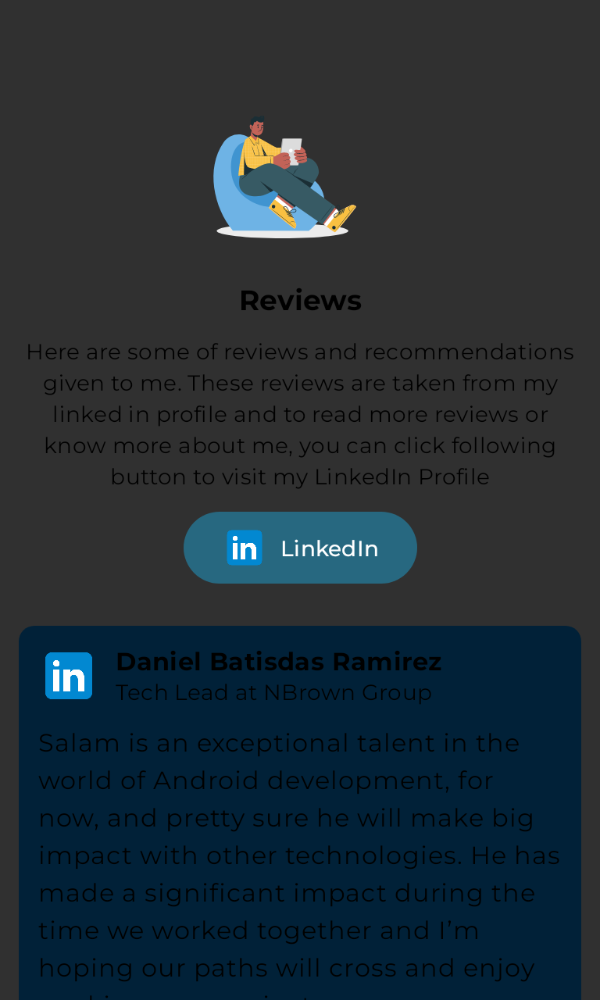 Reviews
Here are some of reviews and recommendations
given to me. These reviews are taken from my
linked in profile and to read more reviews or
know more about me, you can click following
button to visit my LinkedIn Profile
in LinkedIn
in Daniel Batisdas Ramirez
Tech Lead at NBrown Group
Salam is an exceptional talent in the
world of Android development, for
now, and pretty sure he will make big
impact with other technologies. He has
made a significant impact during the
time we worked together and I'm
hoping our paths will cross and enjoy